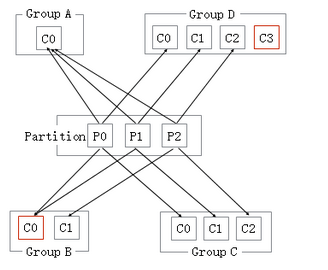 Group A
Group D
C0
C0 C1 C2 C3
Partition P0 P1 P2
C0 C1
C0 C1 C2
Group B
Group C